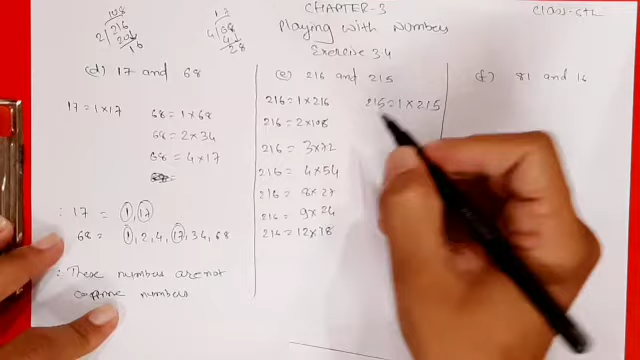 CHAPTER-3
Class-6th
Playing with Numbers
Exercise 3.4
108
2) 216
16
4) 68
4
28
(d) 17 and 68
17 = 1×17
68 = 1×68
68 = 2×34
68 = 4×17
∴ 17 = 1, 17
68 = 1, 2, 4, 17, 34, 68
∴ These numbers are not
coprime numbers
(e) 216 and 215
216 = 1×216
216 = 2×108
216 = 3×72
216 = 4×54
216 = 8×27
216 = 9×24
216 = 12×18
215 = 1×215
(f) 81 and 16